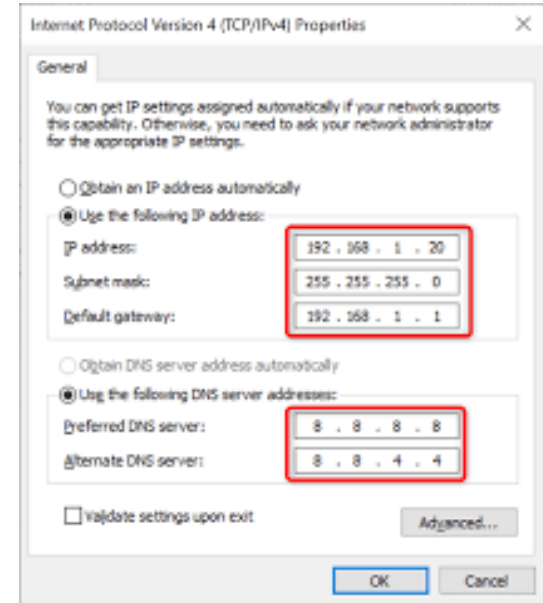 Internet Protocol Version 4 (TCP/IPv4) Properties
General
You can get IP settings assigned automatically if your network supports
this capability. Otherwise, you need to ask your network administrator
for the appropriate IP settings.
Obtain an IP address automatically
Use the following IP address:
IP address: 192 . 168 . 1 . 20
Subnet mask: 255 . 255 . 255 . 0
Default gateway: 192 . 168 . 1 . 1
Obtain DNS server address automatically
Use the following DNS server addresses:
Preferred DNS server: 8 . 8 . 8 . 8
Alternate DNS server: 8 . 8 . 4 . 4
Validate settings upon exit
Advanced...
OK Cancel